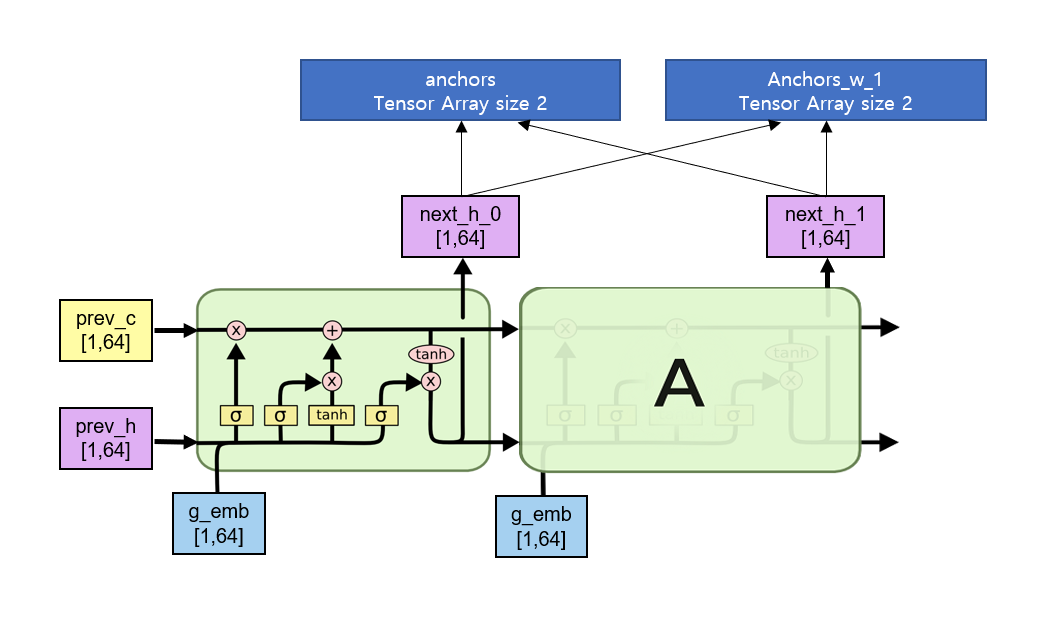 anchors
Tensor Array size 2
Anchors_w_1
Tensor Array size 2
next_h_0
[1,64]
next_h_1
[1,64]
prev_c
[1,64]
prev_h
[1,64]
x
+
tanh
x
x
σ
σ
tanh
σ
x
+
tanh
x
σ
σ
σ
A
g_emb
[1,64]
g_emb
[1,64]